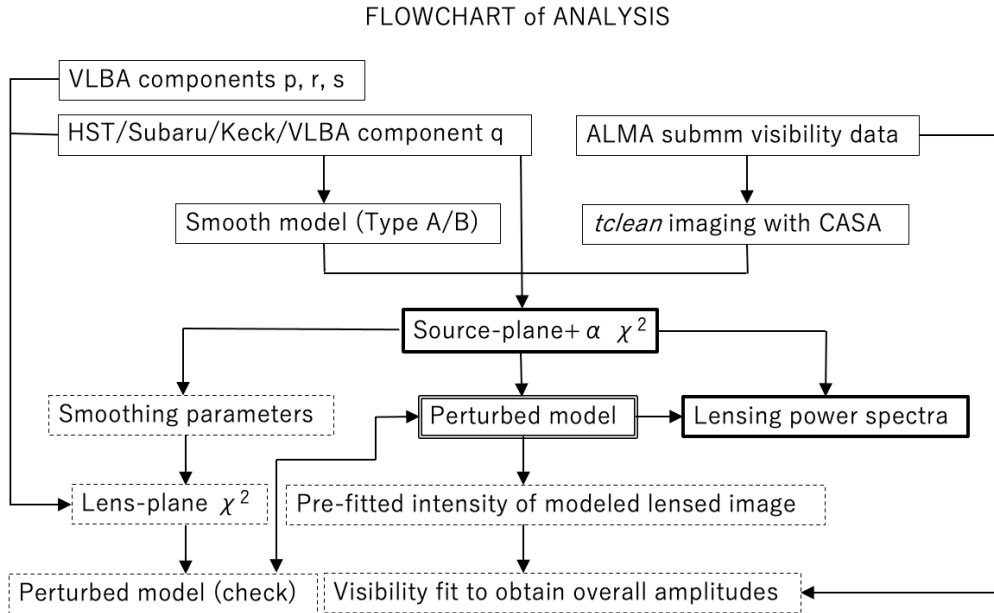 FLOWCHART of ANALYSIS
VLBA components p, r, s
HST/Subaru/Keck/VLBA component q
ALMA submm visibility data
Smooth model (Type A/B)
tclean imaging with CASA
Source-plane+ α χ²
Smoothing parameters
Perturbed model
Lensing power spectra
Lens-plane χ²
Pre-fitted intensity of modeled lensed image
Perturbed model (check)
Visibility fit to obtain overall amplitudes